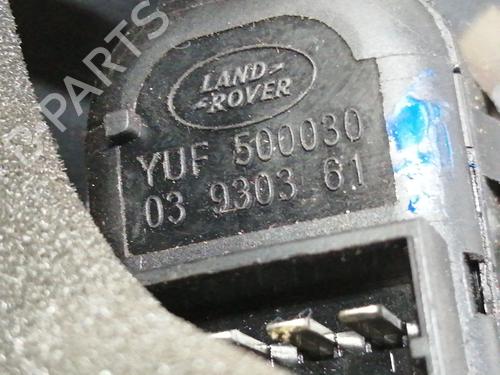 LAND-
-ROVER
YUF 500030
03 9303 61
B-PARTS